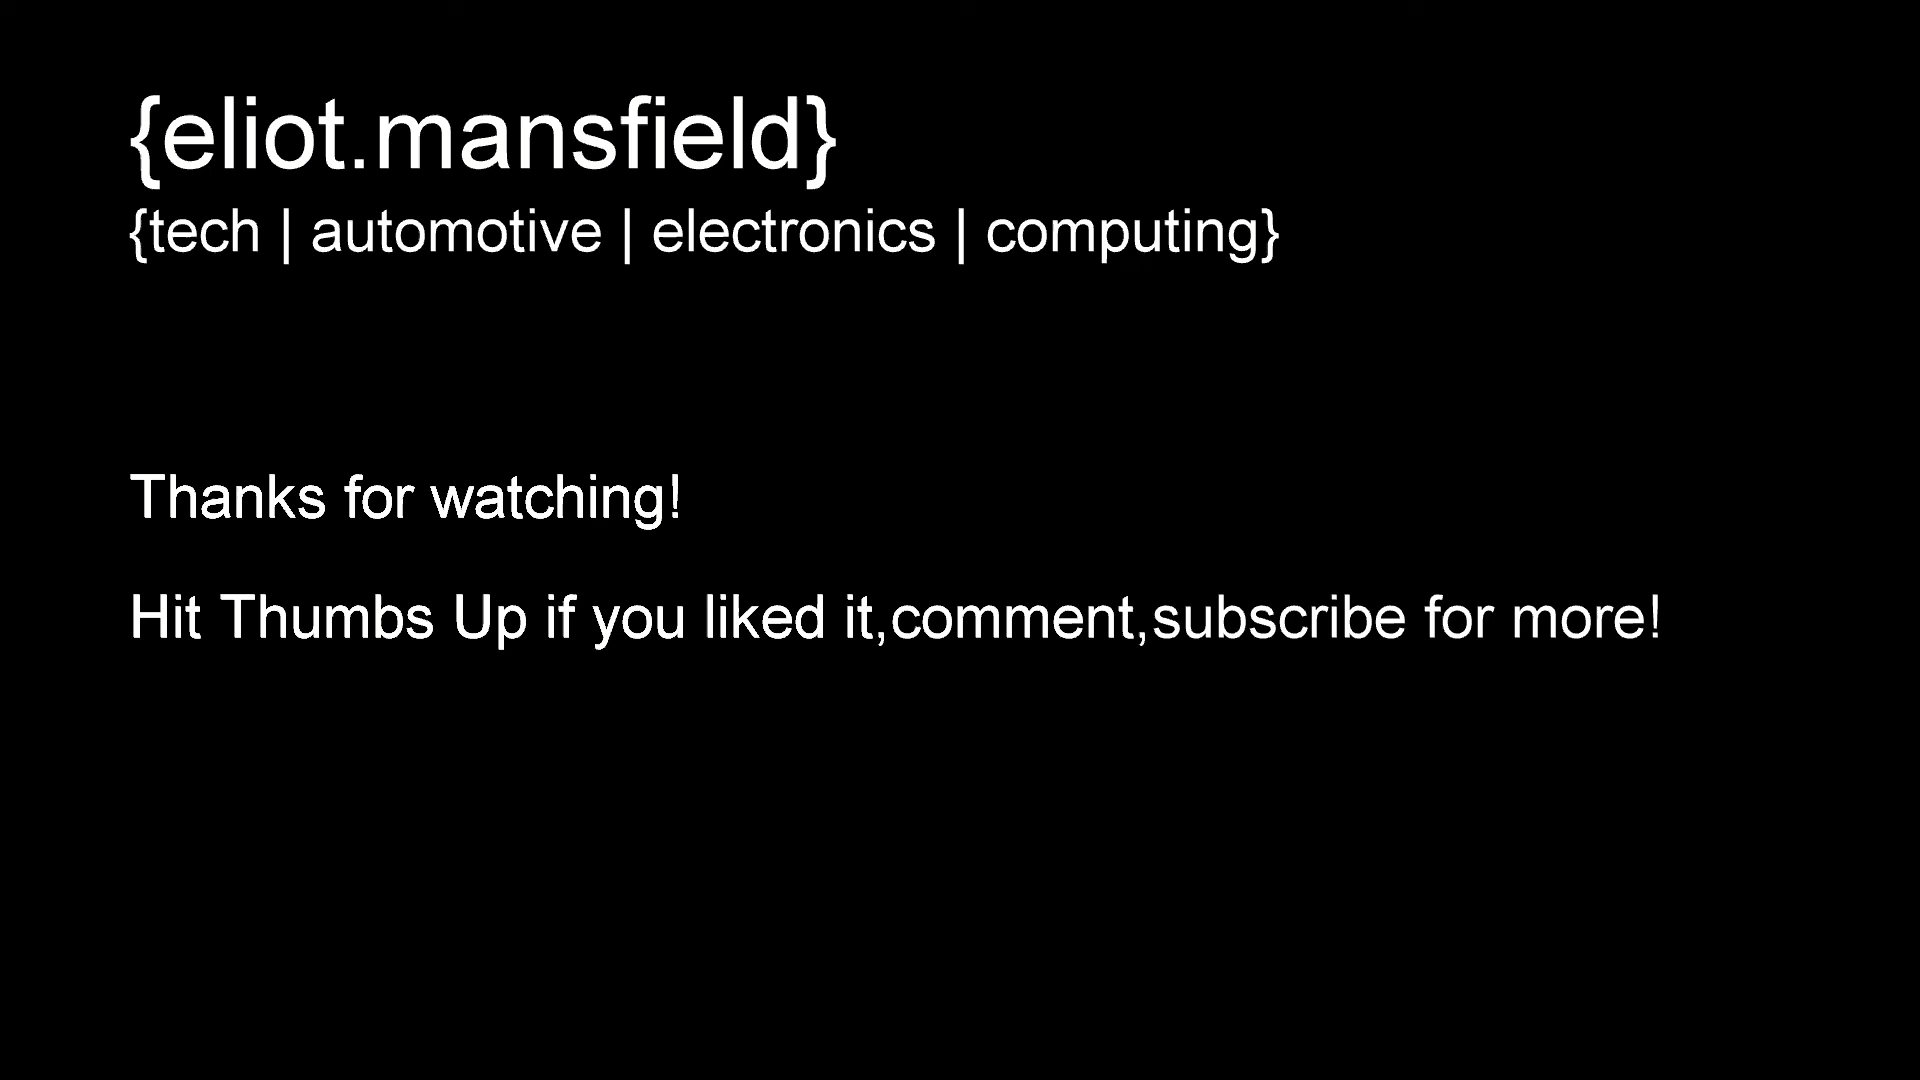 {eliot.mansfield}
{tech | automotive | electronics | computing}
Thanks for watching!
Hit Thumbs Up if you liked it,comment,subscribe for more!